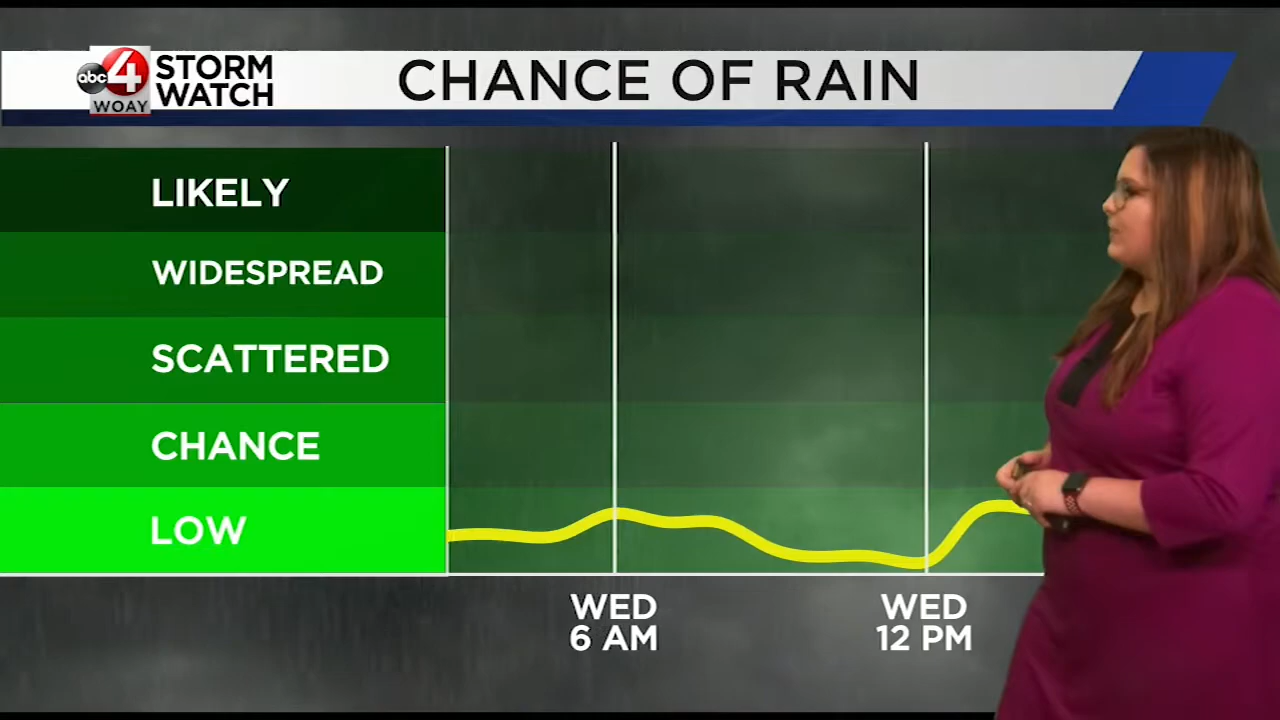 abc 4
WOAY
STORM
WATCH
CHANCE OF RAIN
LIKELY
WIDESPREAD
SCATTERED
CHANCE
LOW
WED
6 AM
WED
12 PM